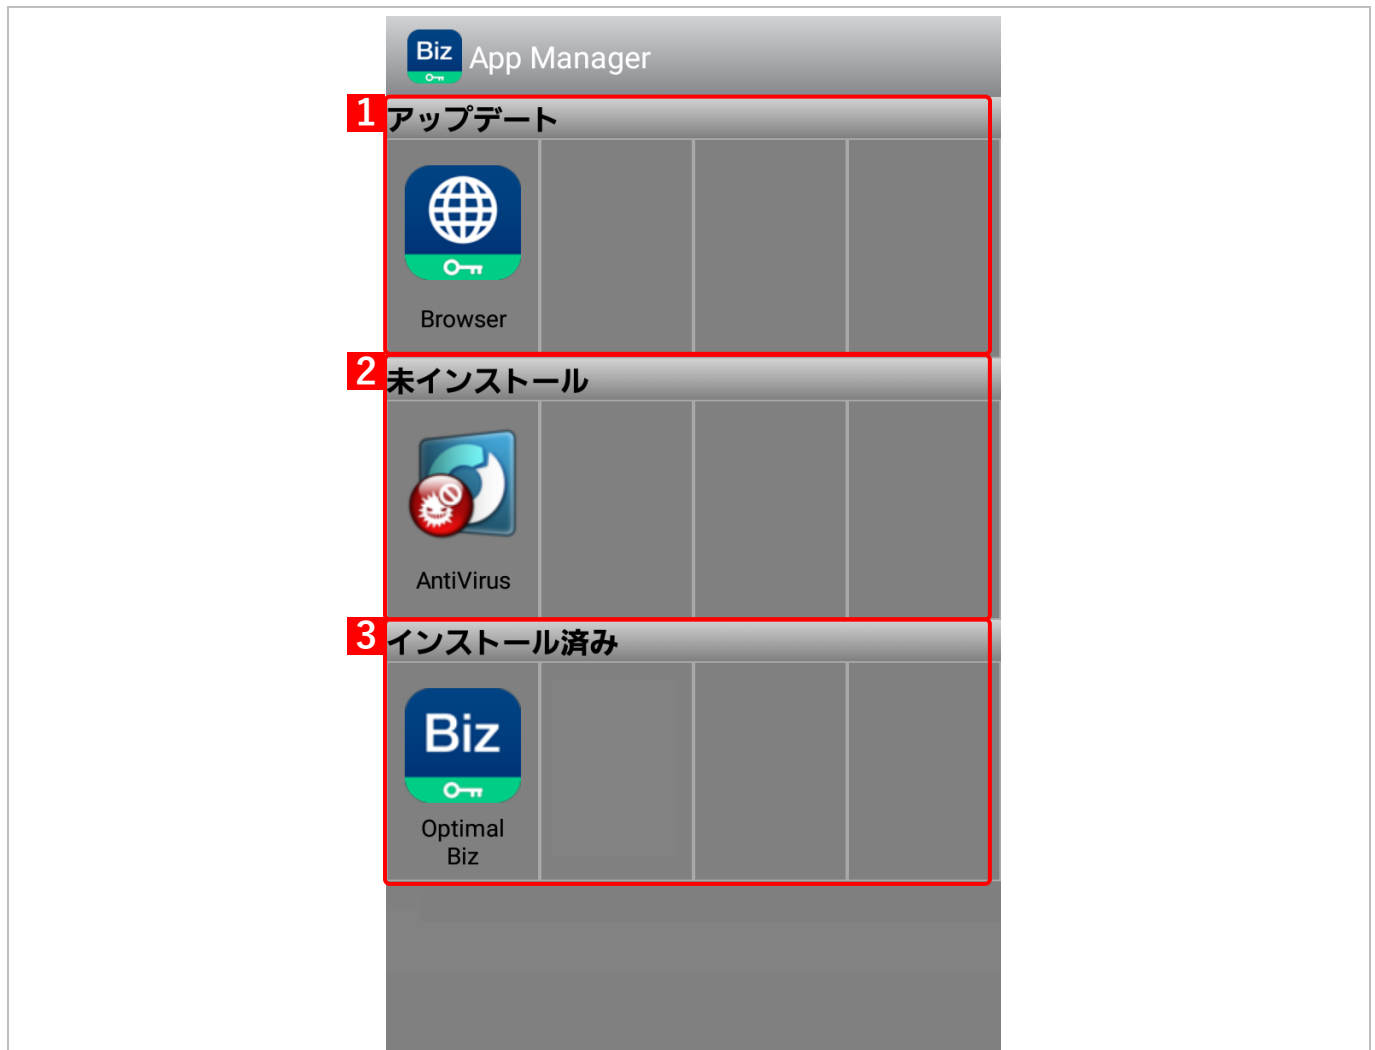 Biz App Manager
1 アップデート
Browser
2 未インストール
AntiVirus
3 インストール済み
Biz
Optimal
Biz